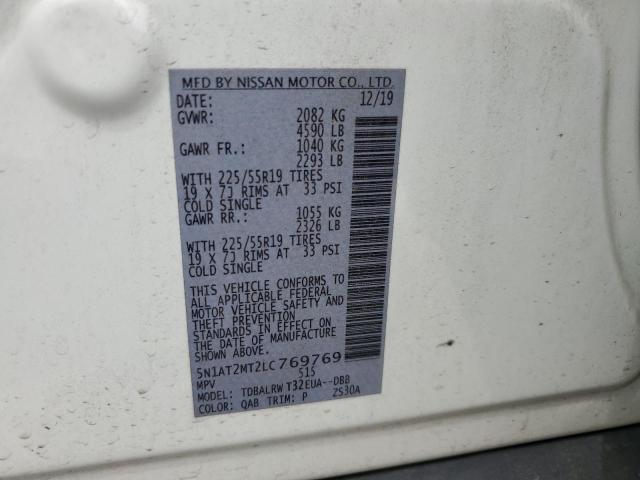 MFD BY NISSAN MOTOR CO., LTD.
DATE: 12/19
GVWR: 2082 KG
4590 LB
GAWR FR.: 1040 KG
2293 LB
WITH 225/55R19 TIRES
19 X 7J RIMS AT 33 PSI
COLD SINGLE
GAWR RR.: 1055 KG
2326 LB
WITH 225/55R19 TIRES
19 X 7J RIMS AT 33 PSI
COLD SINGLE
THIS VEHICLE CONFORMS TO
ALL APPLICABLE FEDERAL
MOTOR VEHICLE SAFETY AND
THEFT PREVENTION
STANDARDS IN EFFECT ON THE
DATE OF MANUFACTURE
SHOWN ABOVE.
5N1AT2MT2LC769769
MPV 515
MODEL: TDBALRW T32EUA--DBB
COLOR: QAB TRIM: P ZS30A